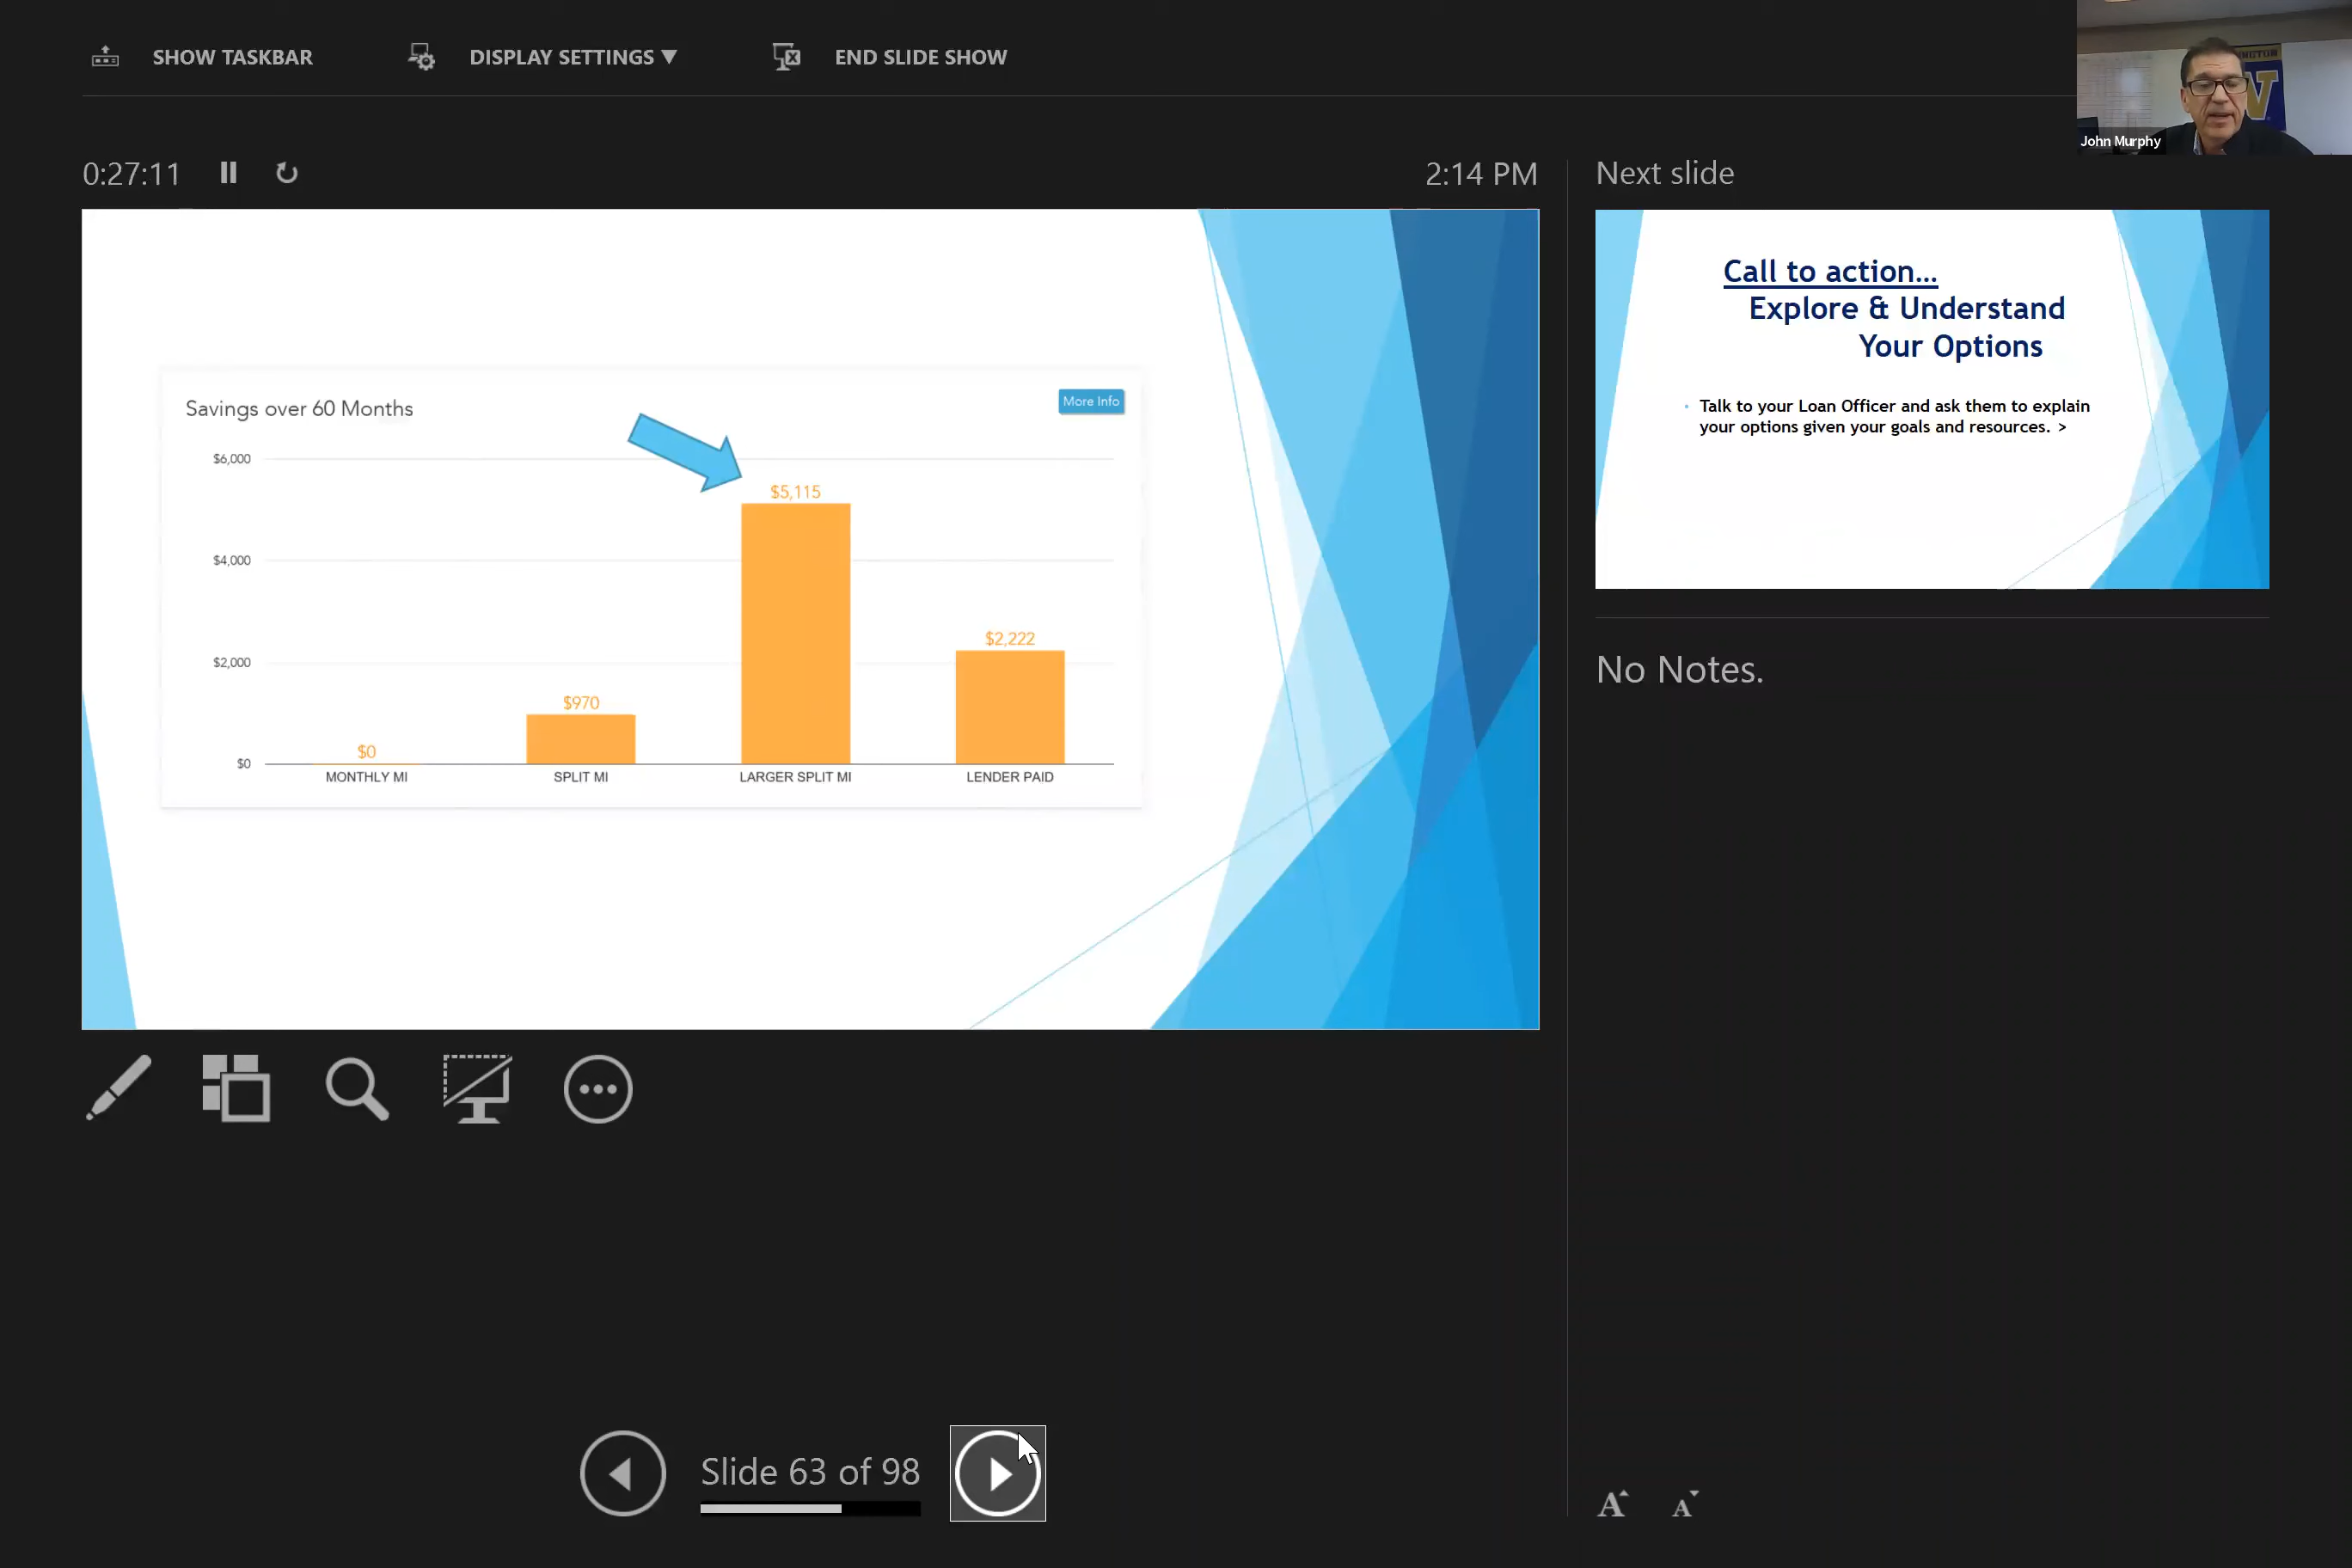 SHOW TASKBAR
DISPLAY SETTINGS ▼
END SLIDE SHOW
John Murphy
0:27:11
2:14 PM
Next slide
Savings over 60 Months
More Info
$6,000
$4,000
$2,000
$0
$0
$970
$5,115
$2,222
MONTHLY MI
SPLIT MI
LARGER SPLIT MI
LENDER PAID
Call to action...
Explore & Understand
Your Options
• Talk to your Loan Officer and ask them to explain
your options given your goals and resources. >
No Notes.
Slide 63 of 98
A A